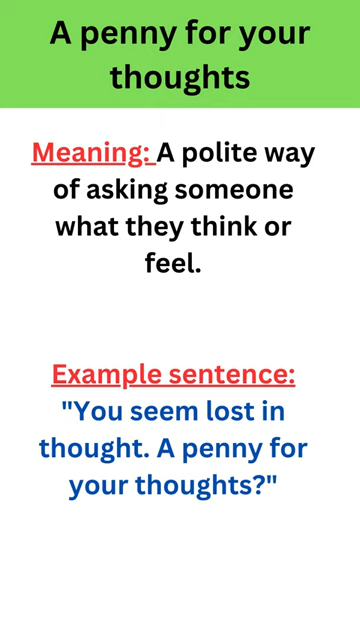 A penny for your
thoughts
Meaning: A polite way
of asking someone
what they think or
feel.
Example sentence:
"You seem lost in
thought. A penny for
your thoughts?"